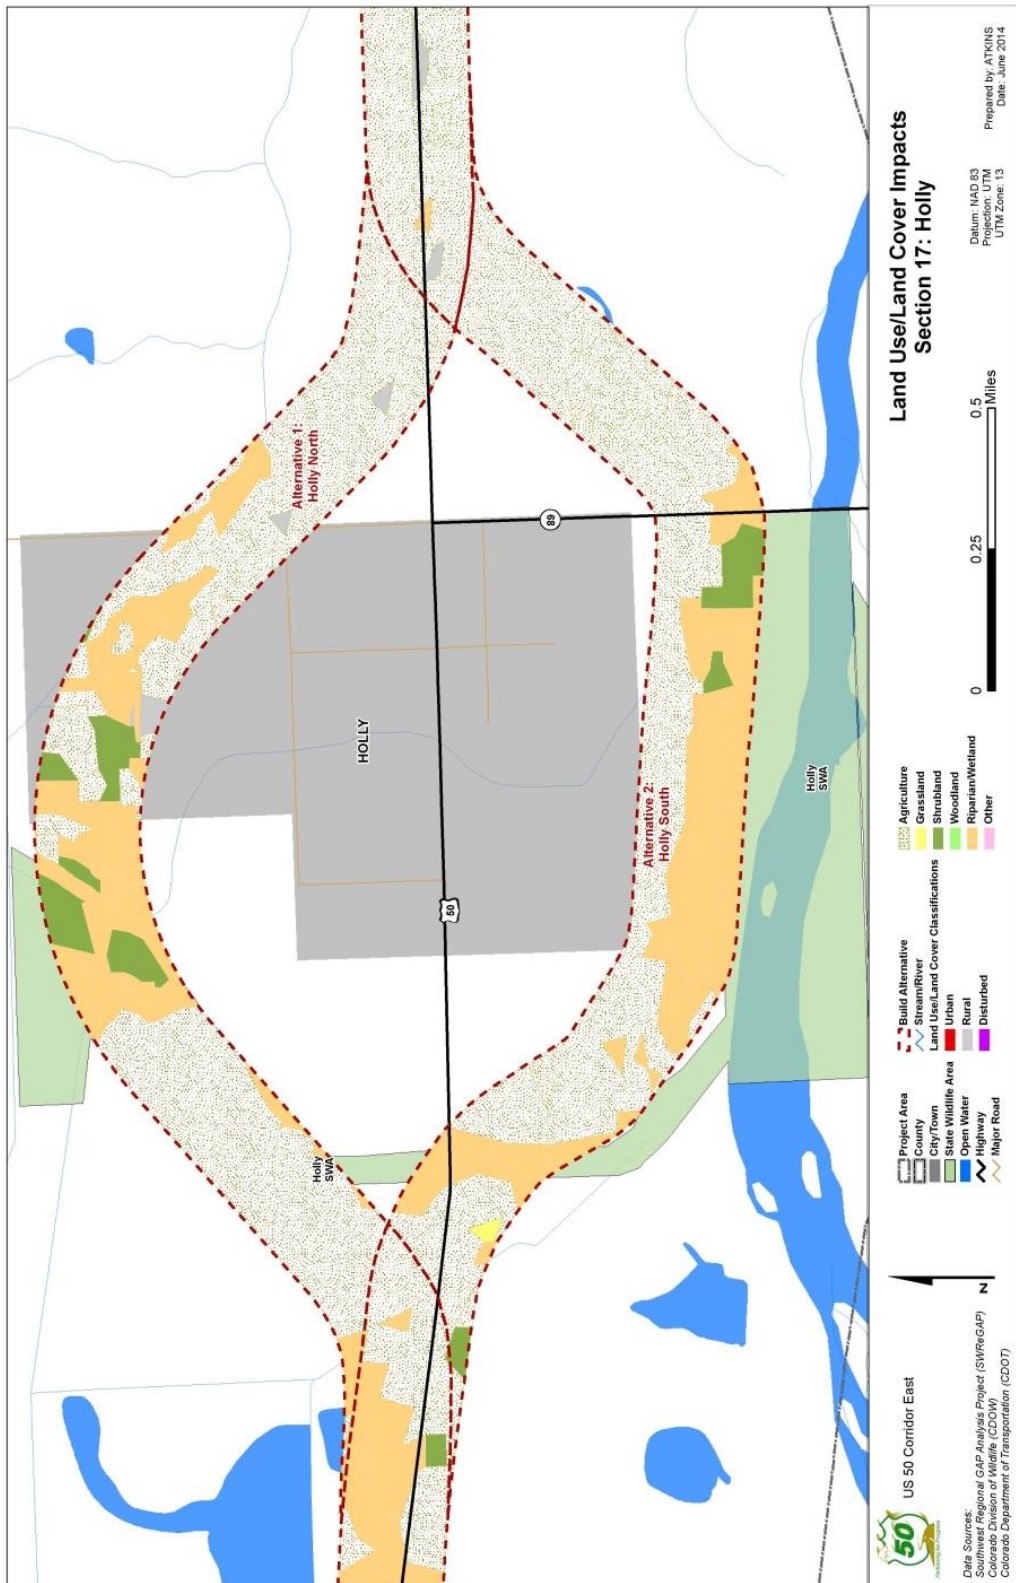 Alternative 1:
Holly North
HOLLY
50
89
Alternative 2:
Holly South
Holly
SWA
Holly
SWA
50
US 50 Corridor East
Data Sources:
Southwest Regional GAP Analysis Project (SWReGAP)
Colorado Division of Wildlife (CDOW)
Colorado Department of Transportation (CDOT)
N
Project Area
County
City/Town
State Wildlife Area
Open Water
Highway
Major Road
Build Alternative
Stream/River
Land Use/Land Cover Classifications
Urban
Rural
Disturbed
Agriculture
Grassland
Shrubland
Woodland
Riparian/Wetland
Other
0 0.25 0.5
Miles
Land Use/Land Cover Impacts
Section 17: Holly
Datum: NAD 83
Projection: UTM
UTM Zone: 13
Prepared by: ATKINS
Date: June 2014